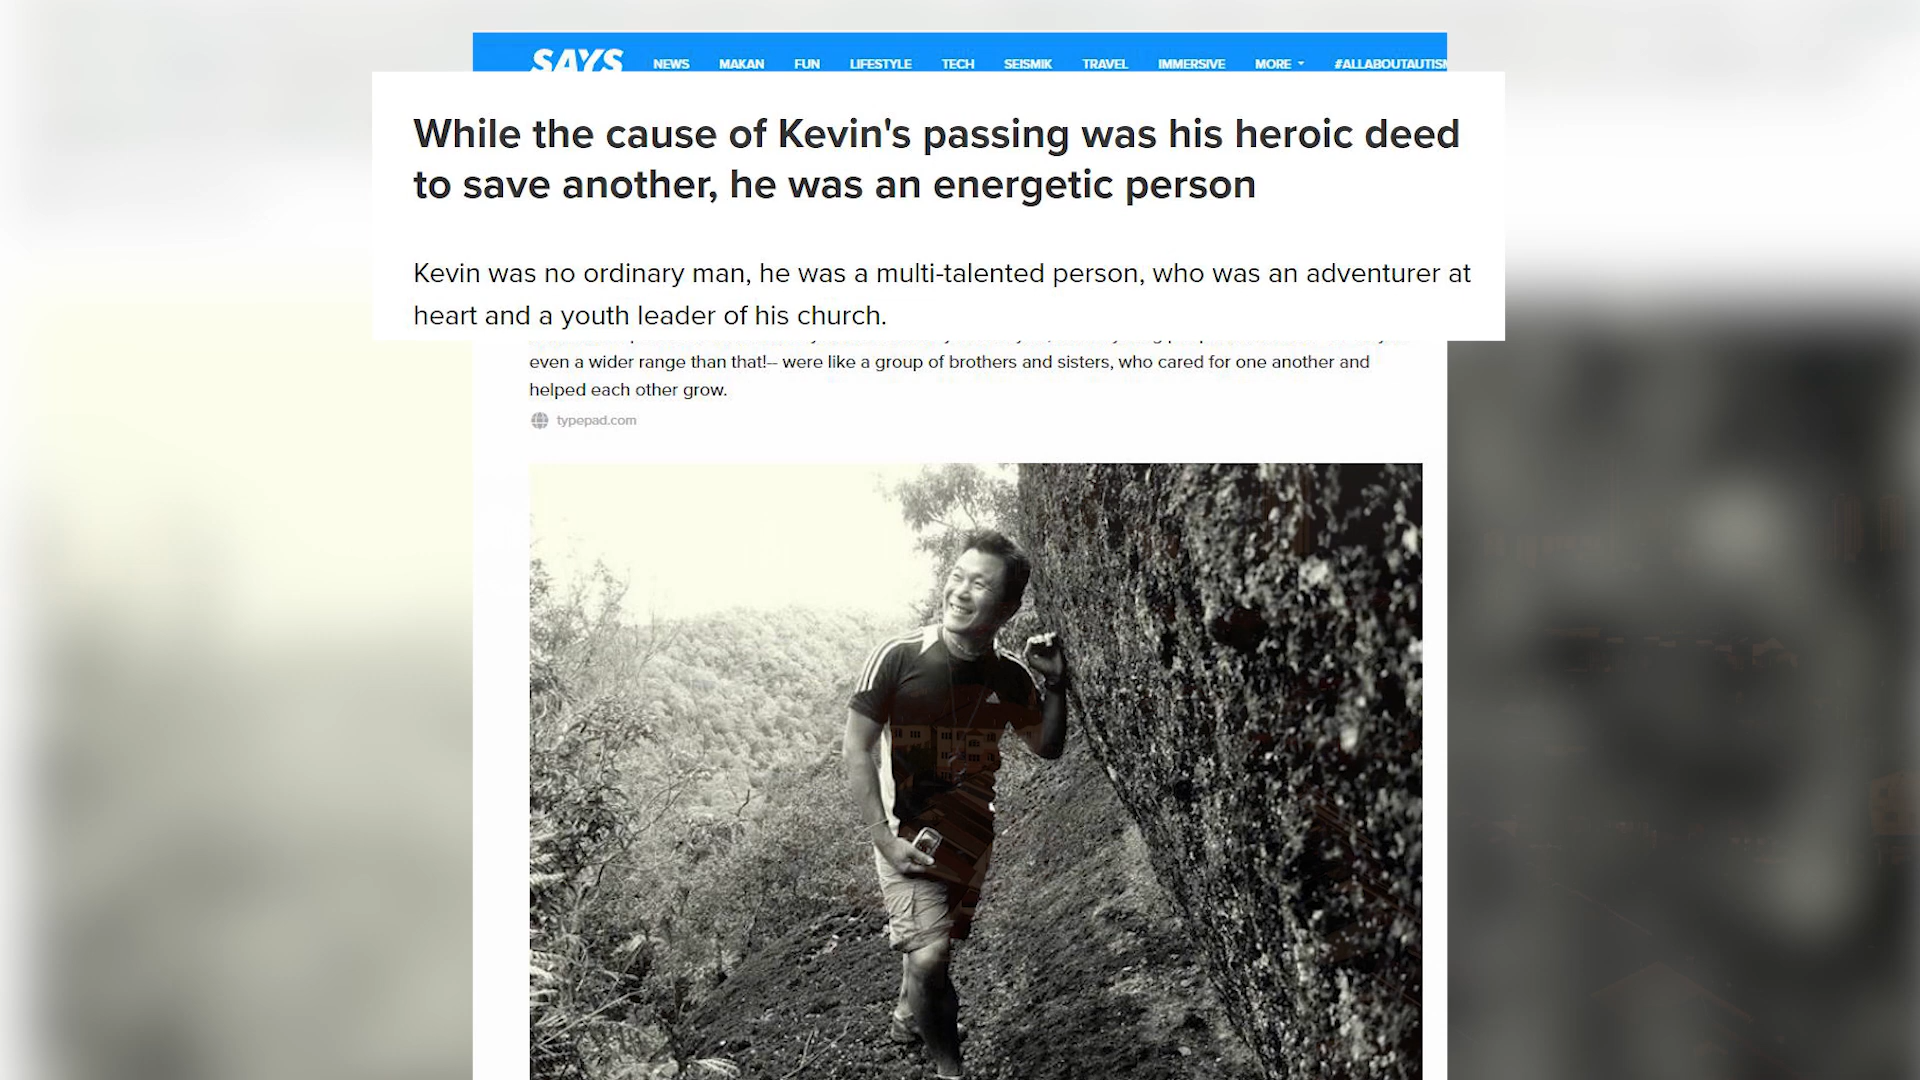 SAYS NEWS MAKAN FUN LIFESTYLE TECH SEISMIK TRAVEL IMMERSIVE MORE #ALLABOUTAUTISM
While the cause of Kevin's passing was his heroic deed
to save another, he was an energetic person
Kevin was no ordinary man, he was a multi-talented person, who was an adventurer at
heart and a youth leader of his church.
even a wider range than that!-- were like a group of brothers and sisters, who cared for one another and
helped each other grow.
typepad.com